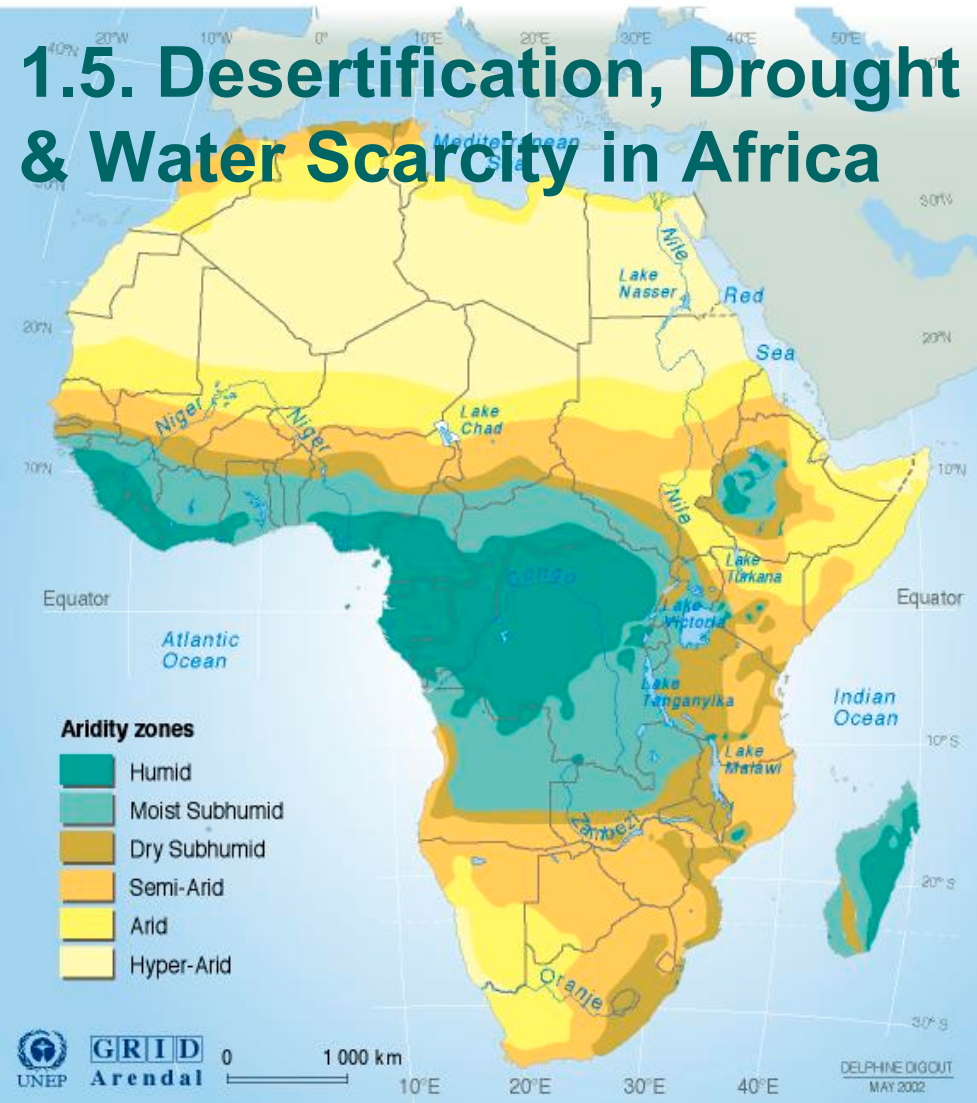 1.5. Desertification, Drought
& Water Scarcity in Africa
20°W
10°W
0°
10°E
20°E
30°E
40°E
50°E
40°N
Mediterranean
Sea
30°N
Nile
Lake
Nasser
Red
Sea
20°N
20°N
Niger
Niger
Lake
Chad
10°N
10°N
Nile
Lake
Turkana
Congo
Equator
Equator
Lake
Victoria
Atlantic
Ocean
Lake
Tanganyika
Indian
Ocean
10° S
Lake
Malawi
Zambezi
20° S
Oranje
30° S
Aridity zones
Humid
Moist Subhumid
Dry Subhumid
Semi-Arid
Arid
Hyper-Arid
UNEP
GRID
Arendal
0 1 000 km
10°E
20°E
30°E
40°E
DELPHINE DIGOUT
MAY 2002